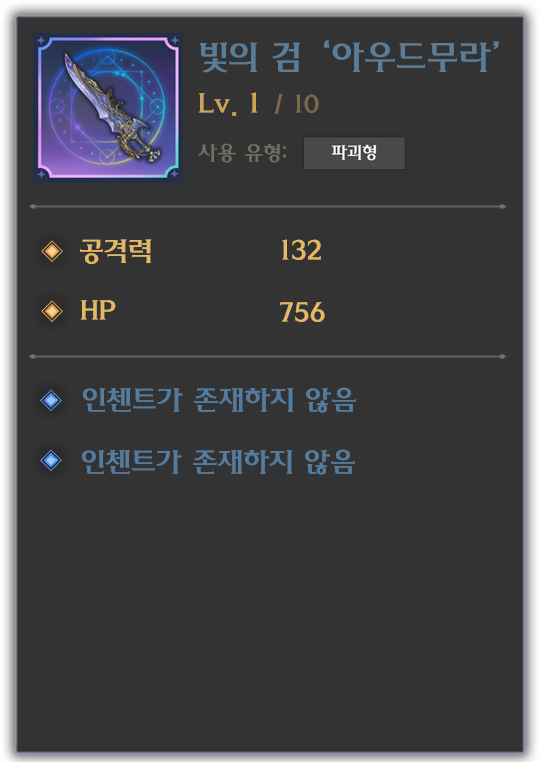 빛의 검 ‘아우드무라’
Lv. 1 / 10
사용 유형: 파괴형
공격력 132
HP 756
인첸트가 존재하지 않음
인첸트가 존재하지 않음